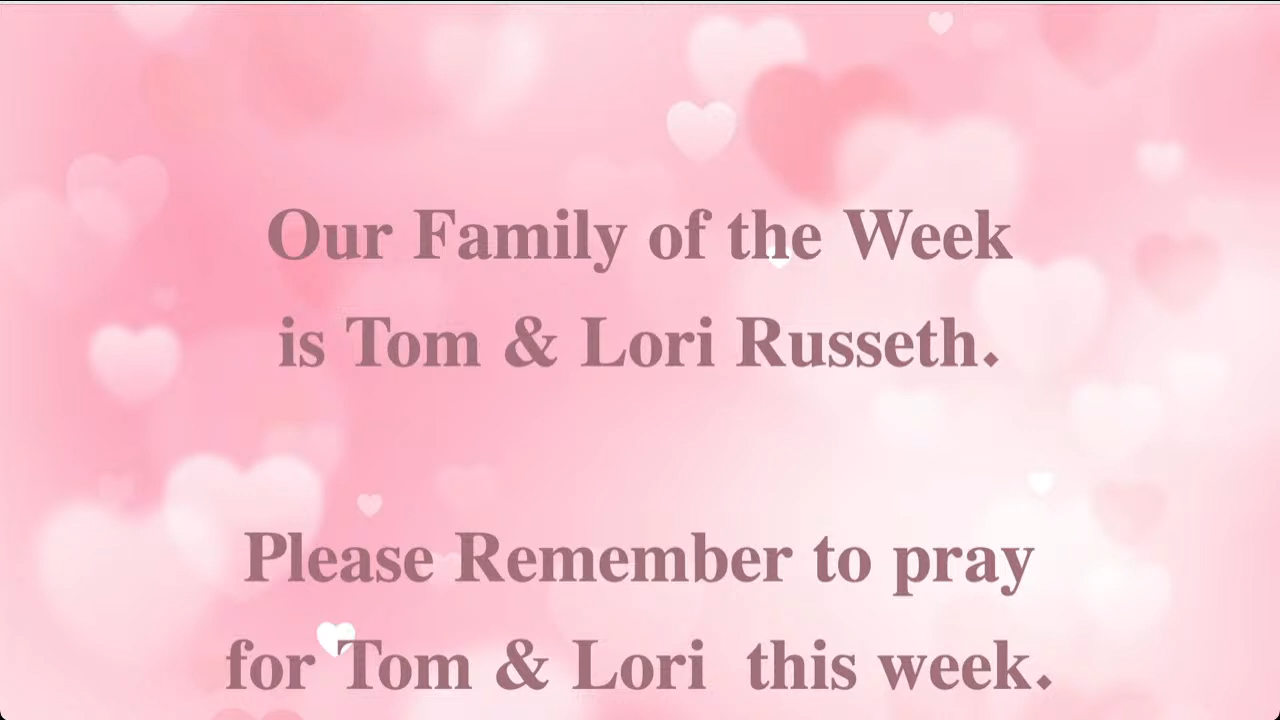 Our Family of the Week
is Tom & Lori Russeth.
Please Remember to pray
for Tom & Lori  this week.